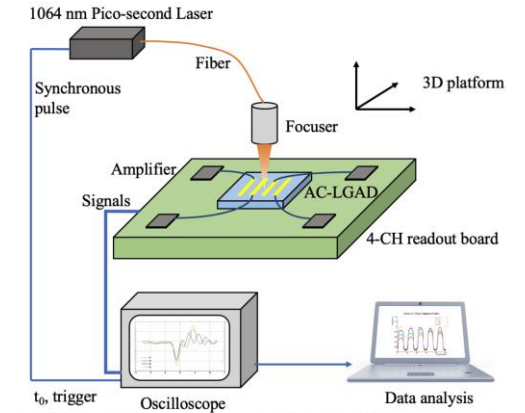 1064 nm Pico-second Laser
Fiber
Synchronous
pulse
3D platform
Focuser
Amplifier
AC-LGAD
Signals
4-CH readout board
t₀, trigger
Oscilloscope
Data analysis